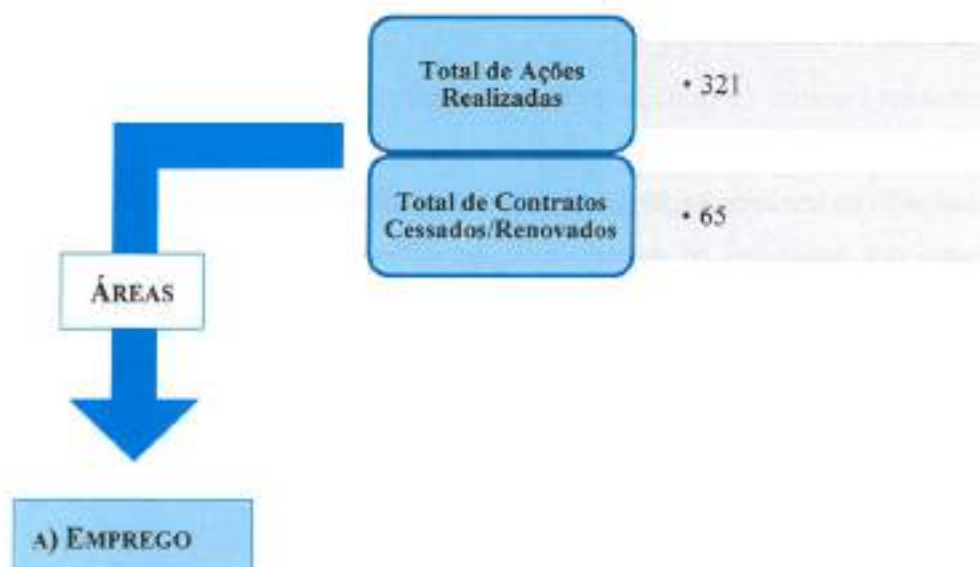 Total de Ações
Realizadas
• 321
Total de Contratos
Cessados/Renovados
• 65
ÁREAS
A) EMPREGO